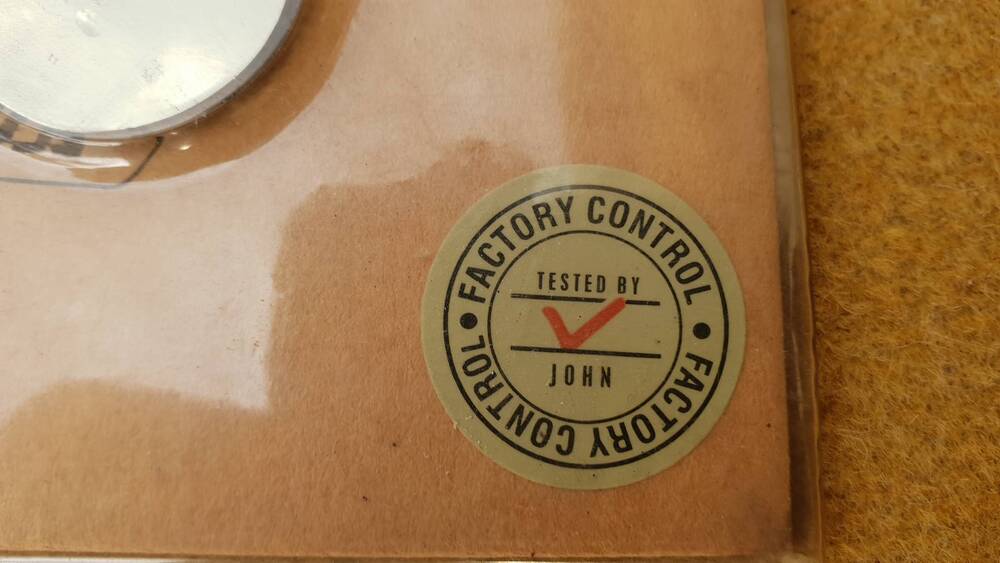 FACTORY CONTROL
TESTED BY
JOHN
FACTORY CONTROL